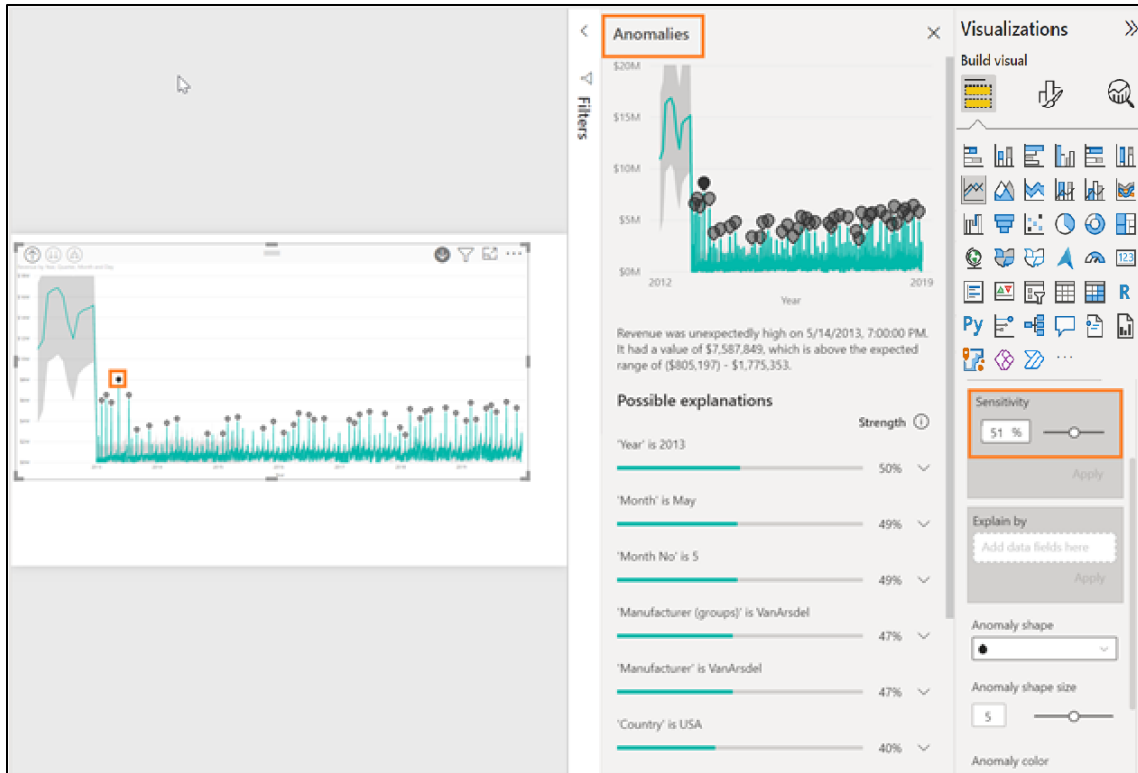 Anomalies
$20M
$15M
$10M
$5M
$0M
2012
2019
Year
Revenue was unexpectedly high on 5/14/2013, 7:00:00 PM.
It had a value of $7,587,849, which is above the expected
range of ($805,197) - $1,775,353.
Possible explanations
Strength
'Year' is 2013
50%
'Month' is May
49%
'Month No' is 5
49%
'Manufacturer (groups)' is VanArsdel
47%
'Manufacturer' is VanArsdel
47%
'Country' is USA
40%
Filters
Visualizations
Build visual
123
R
Py
Sensitivity
51 %
Apply
Explain by
Add data fields here
Apply
Anomaly shape
Anomaly shape size
5
Anomaly color